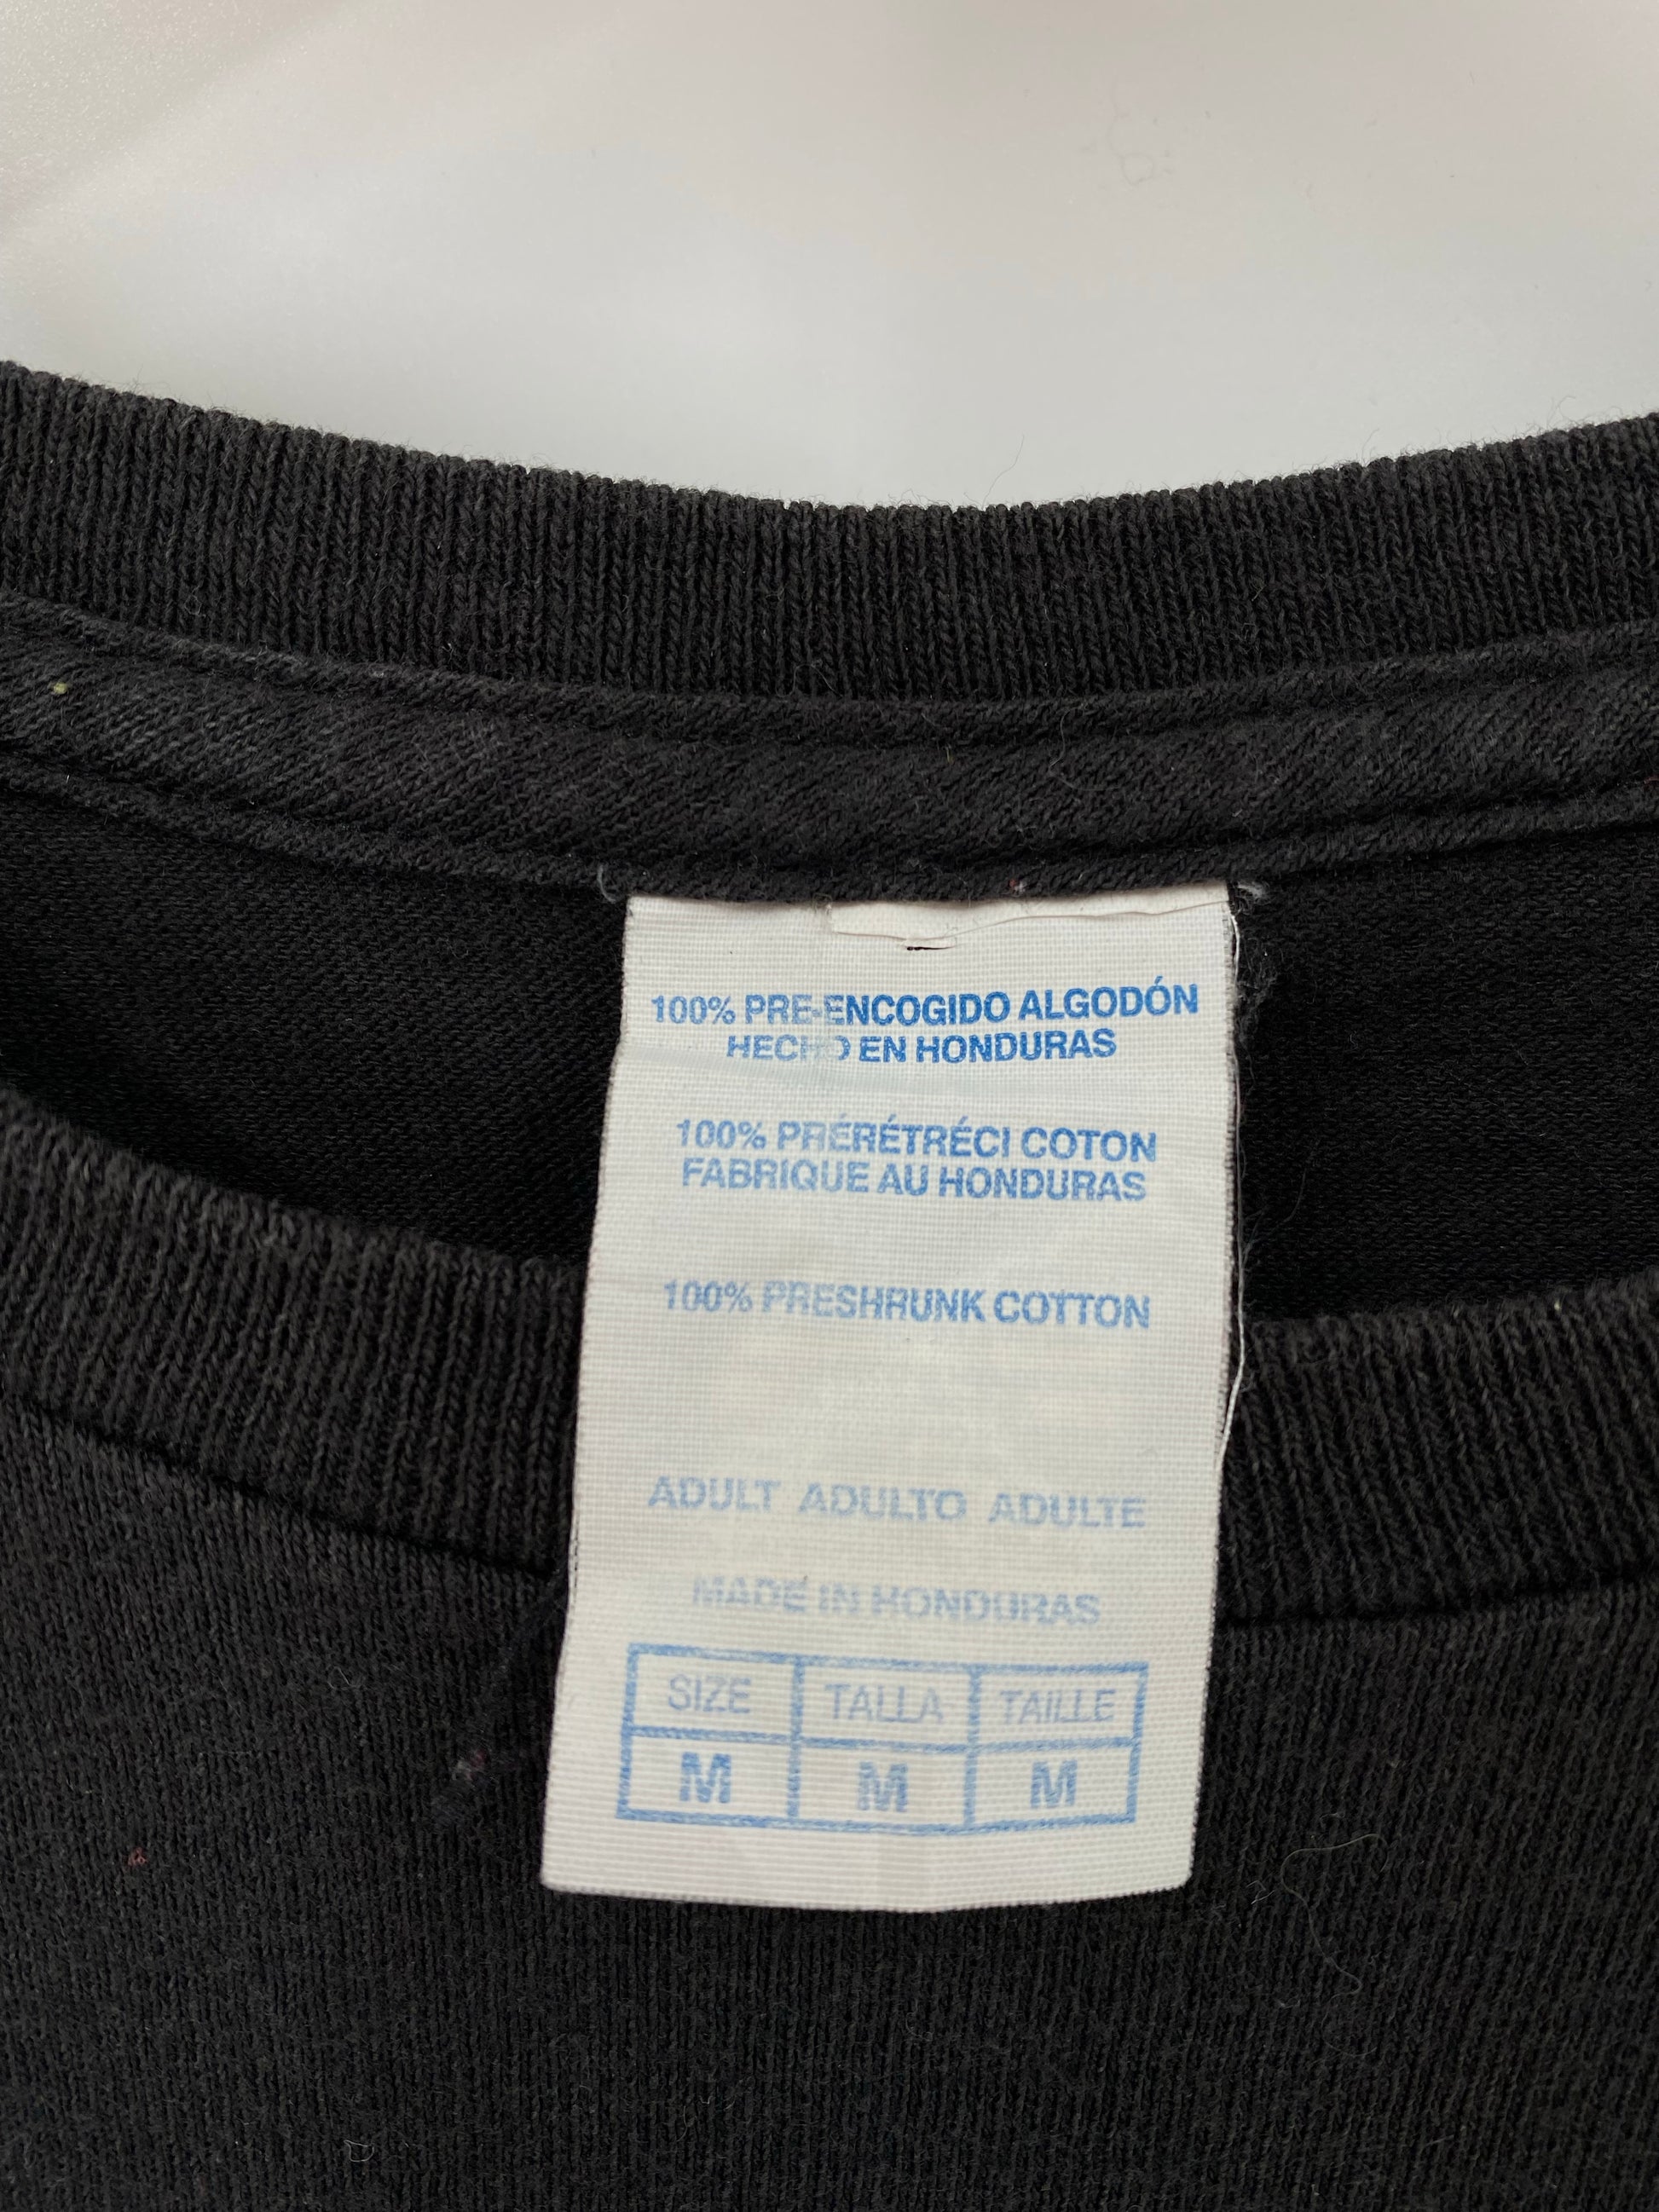 100% PRE-ENCOGIDO ALGODÓN
HECHO EN HONDURAS
100% PRÉRÉTRÉCI COTON
FABRIQUE AU HONDURAS
100% PRESHRUNK COTTON
ADULT ADULTO ADULTE
MADE IN HONDURAS
SIZE TALLA TAILLE
M M M